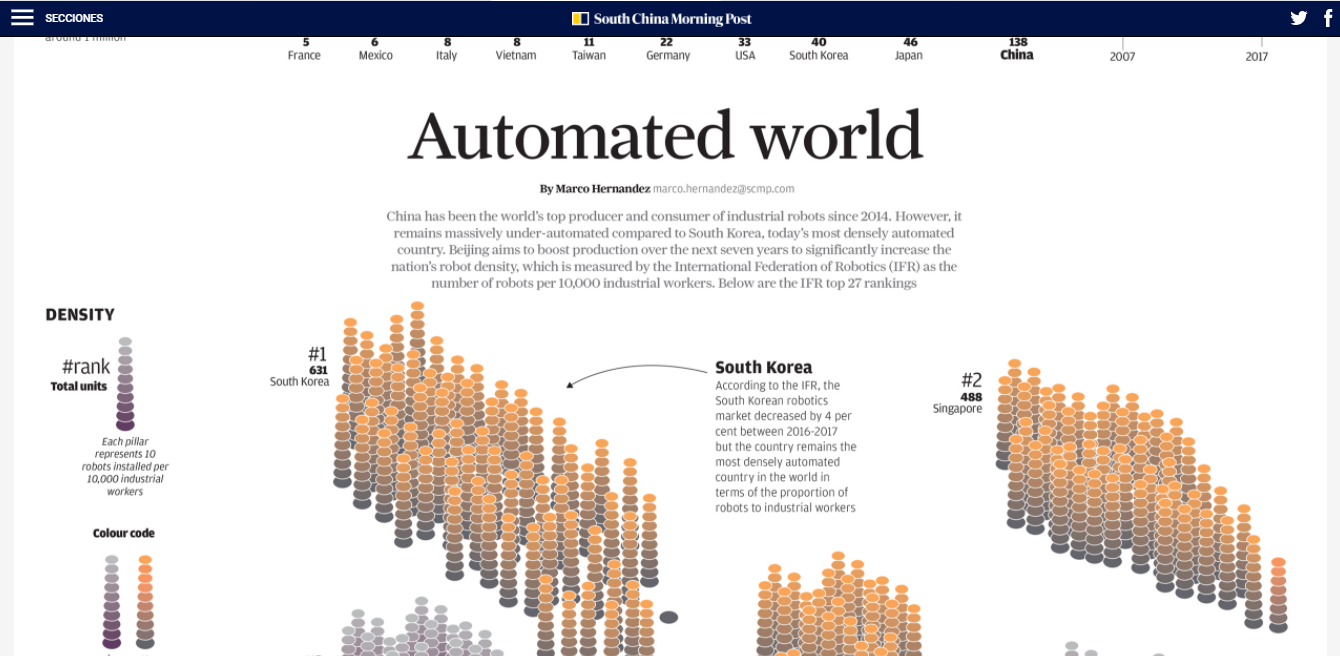 SECCIONES
South China Morning Post
around 1 million
5
France
6
Mexico
8
Italy
8
Vietnam
11
Taiwan
22
Germany
33
USA
40
South Korea
46
Japan
138
China
2007
2017
Automated world
By Marco Hernandez marco.hernandez@scmp.com
China has been the world's top producer and consumer of industrial robots since 2014. However, it
remains massively under-automated compared to South Korea, today's most densely automated
country. Beijing aims to boost production over the next seven years to significantly increase the
nation's robot density, which is measured by the International Federation of Robotics (IFR) as the
number of robots per 10,000 industrial workers. Below are the IFR top 27 rankings
DENSITY
#rank
Total units
Each pillar
represents 10
robots installed per
10,000 industrial
workers
Colour code
#1
631
South Korea
South Korea
According to the IFR, the
South Korean robotics
market decreased by 4 per
cent between 2016-2017
but the country remains the
most densely automated
country in the world in
terms of the proportion of
robots to industrial workers
#2
488
Singapore